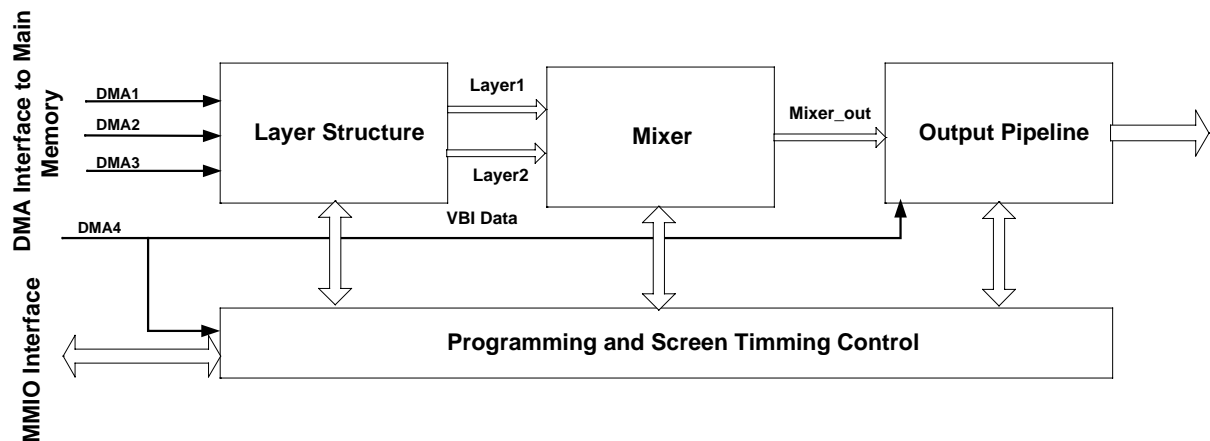 DMA Interface to Main
Memory
DMA1
DMA2
DMA3
Layer Structure
Layer1
Layer2
Mixer
Mixer_out
Output Pipeline
DMA4
VBI Data
MMIO Interface
Programming and Screen Timming Control